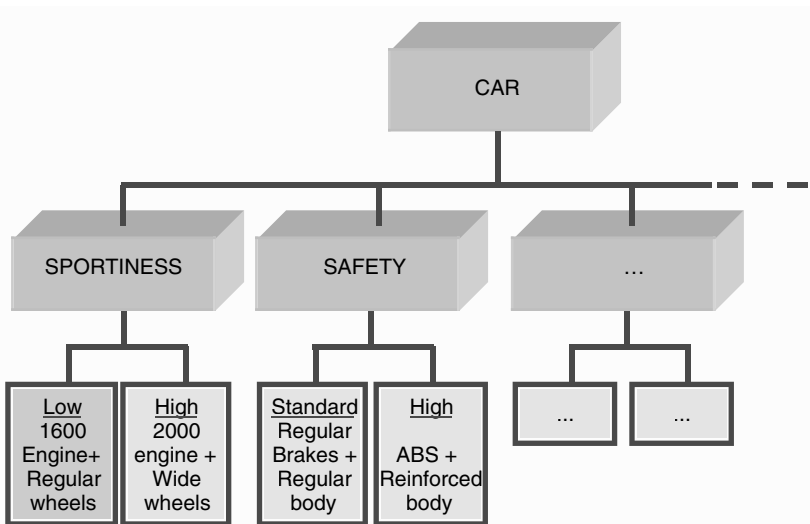 CAR
SPORTINESS
SAFETY
...
Low
1600
Engine+
Regular
wheels
High
2000
engine +
Wide
wheels
Standard
Regular
Brakes +
Regular
body
High
ABS +
Reinforced
body
...
...